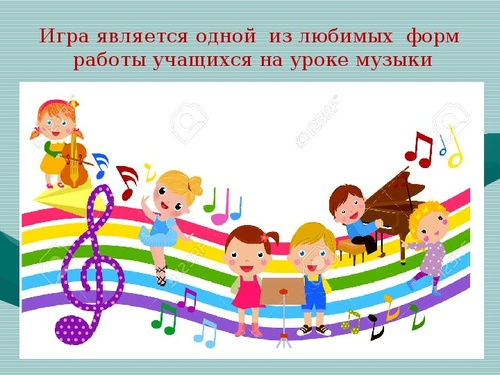 Игра является одной из любимых форм
работы учащихся на уроке музыки